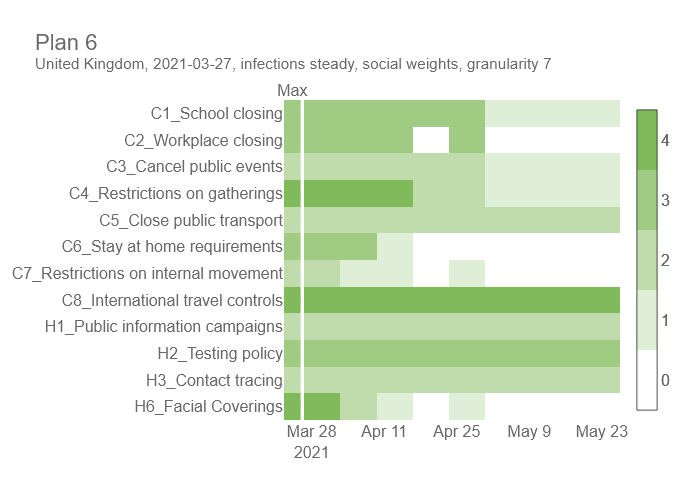 Plan 6
United Kingdom, 2021-03-27, infections steady, social weights, granularity 7
Max
C1_School closing
C2_Workplace closing
C3_Cancel public events
C4_Restrictions on gatherings
C5_Close public transport
C6_Stay at home requirements
C7_Restrictions on internal movement
C8_International travel controls
H1_Public information campaigns
H2_Testing policy
H3_Contact tracing
H6_Facial Coverings
Mar 28 Apr 11 Apr 25 May 9 May 23
2021
4
3
2
1
0